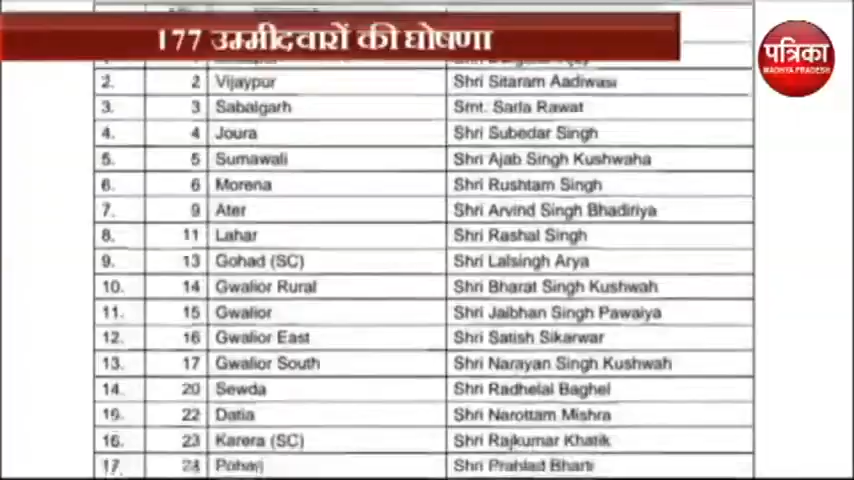 177 उम्मीदवारों की घोषणा
पत्रिका
MADHYA PRADESH
2. 2 Vijaypur Shri Sitaram Aadiwasi
3. 3 Sabalgarh Smt. Sarla Rawat
4. 4 Joura Shri Subedar Singh
5. 5 Sumawali Shri Ajab Singh Kushwaha
6. 6 Morena Shri Rushtam Singh
7. 9 Ater Shri Arvind Singh Bhadiriya
8. 11 Lahar Shri Rashal Singh
9. 13 Gohad (SC) Shri Lalsingh Arya
10. 14 Gwalior Rural Shri Bharat Singh Kushwah
11. 15 Gwalior Shri Jaibhan Singh Pawaiya
12. 16 Gwalior East Shri Satish Sikarwar
13. 17 Gwalior South Shri Narayan Singh Kushwah
14. 20 Sewda Shri Radhelal Baghel
15. 22 Datia Shri Narottam Mishra
16. 23 Karera (SC) Shri Rajkumar Khatik
17. 24 Pohari Shri Prahlad Bharti